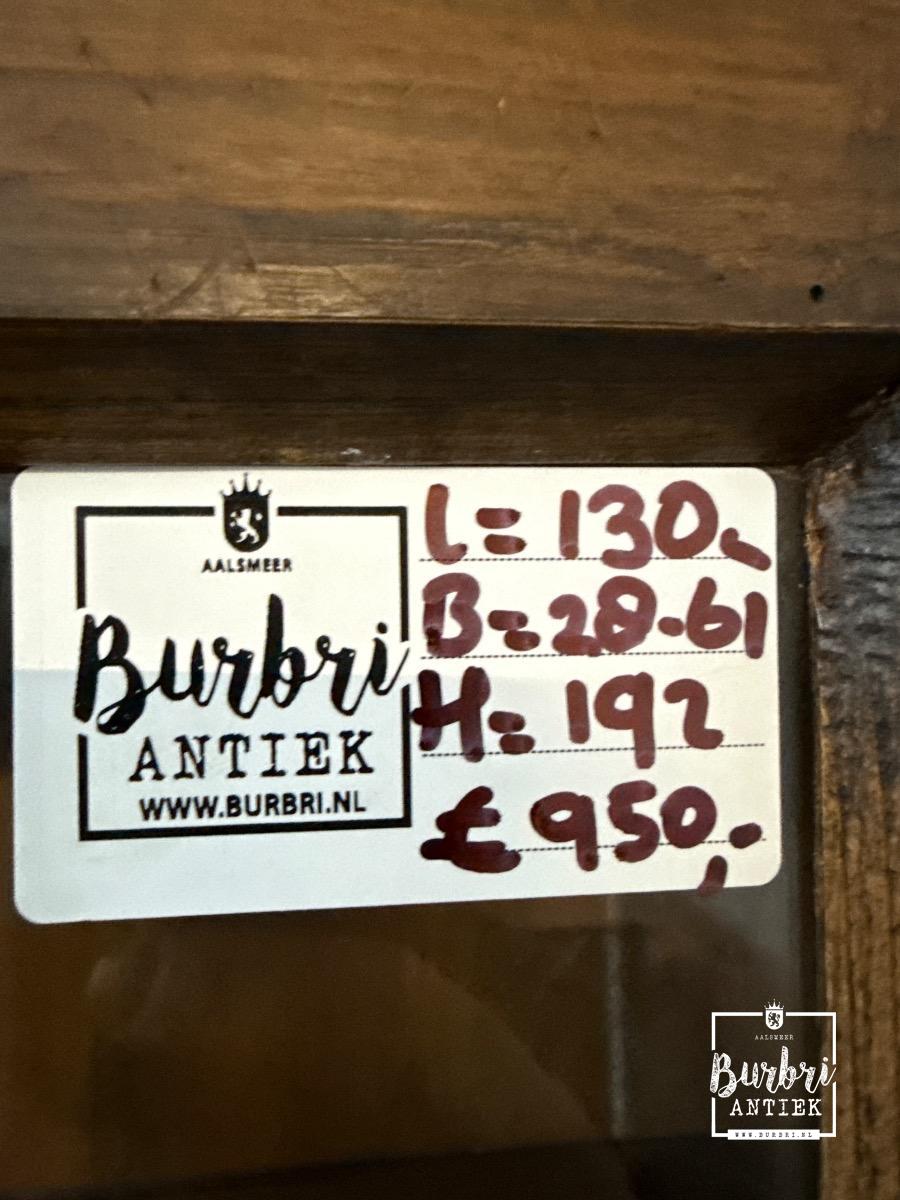 AALSMEER
Burbri
ANTIEK
WWW.BURBRI.NL
L= 130,-
B= 28-61
H= 192
€ 950,-
AALSMEER
Burbri
ANTIEK
WWW.BURBRI.NL